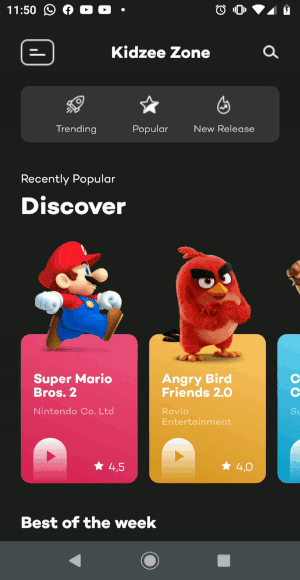 11:50
Kidzee Zone
Trending Popular New Release
Recently Popular
Discover
Super Mario
Bros. 2
Nintendo Co. Ltd
4,5
Angry Bird
Friends 2.0
Rovio
Entertainment
4,0
C
C
Su
Best of the week